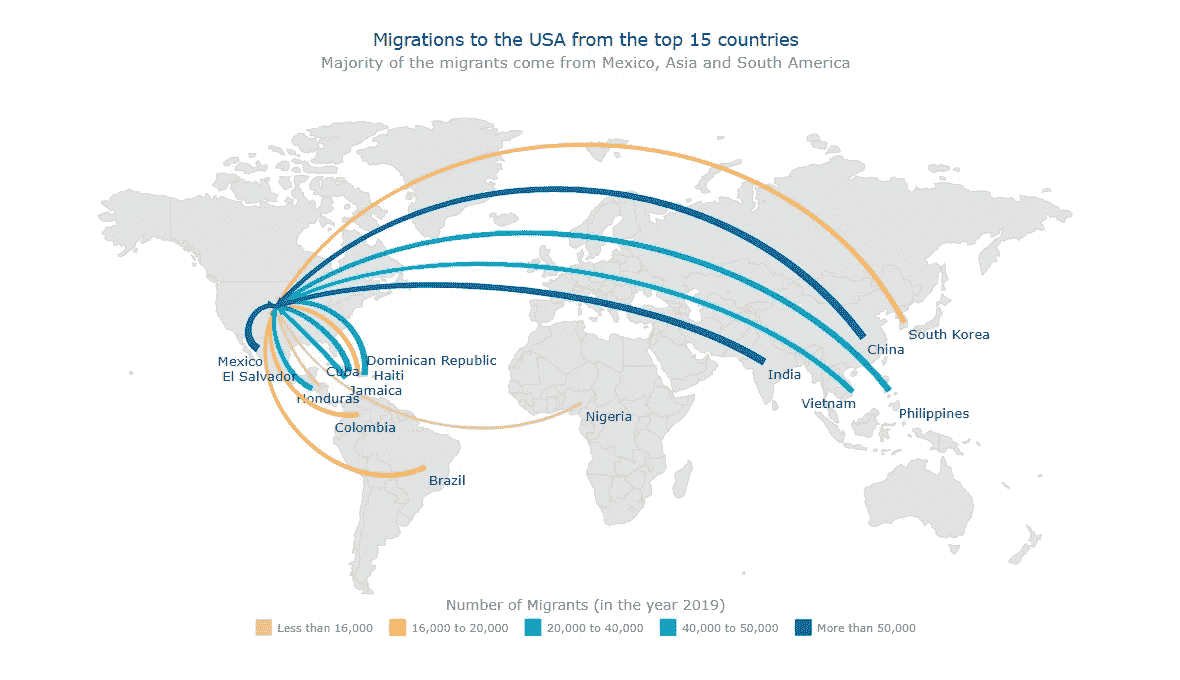 Migrations to the USA from the top 15 countries
Majority of the migrants come from Mexico, Asia and South America
South Korea
China
Mexico
Dominican Republic
Cuba
El Salvador
Haiti
India
Jamaica
Honduras
Vietnam
Philippines
Nigeria
Colombia
Brazil
Number of Migrants (in the year 2019)
Less than 16,000
16,000 to 20,000
20,000 to 40,000
40,000 to 50,000
More than 50,000